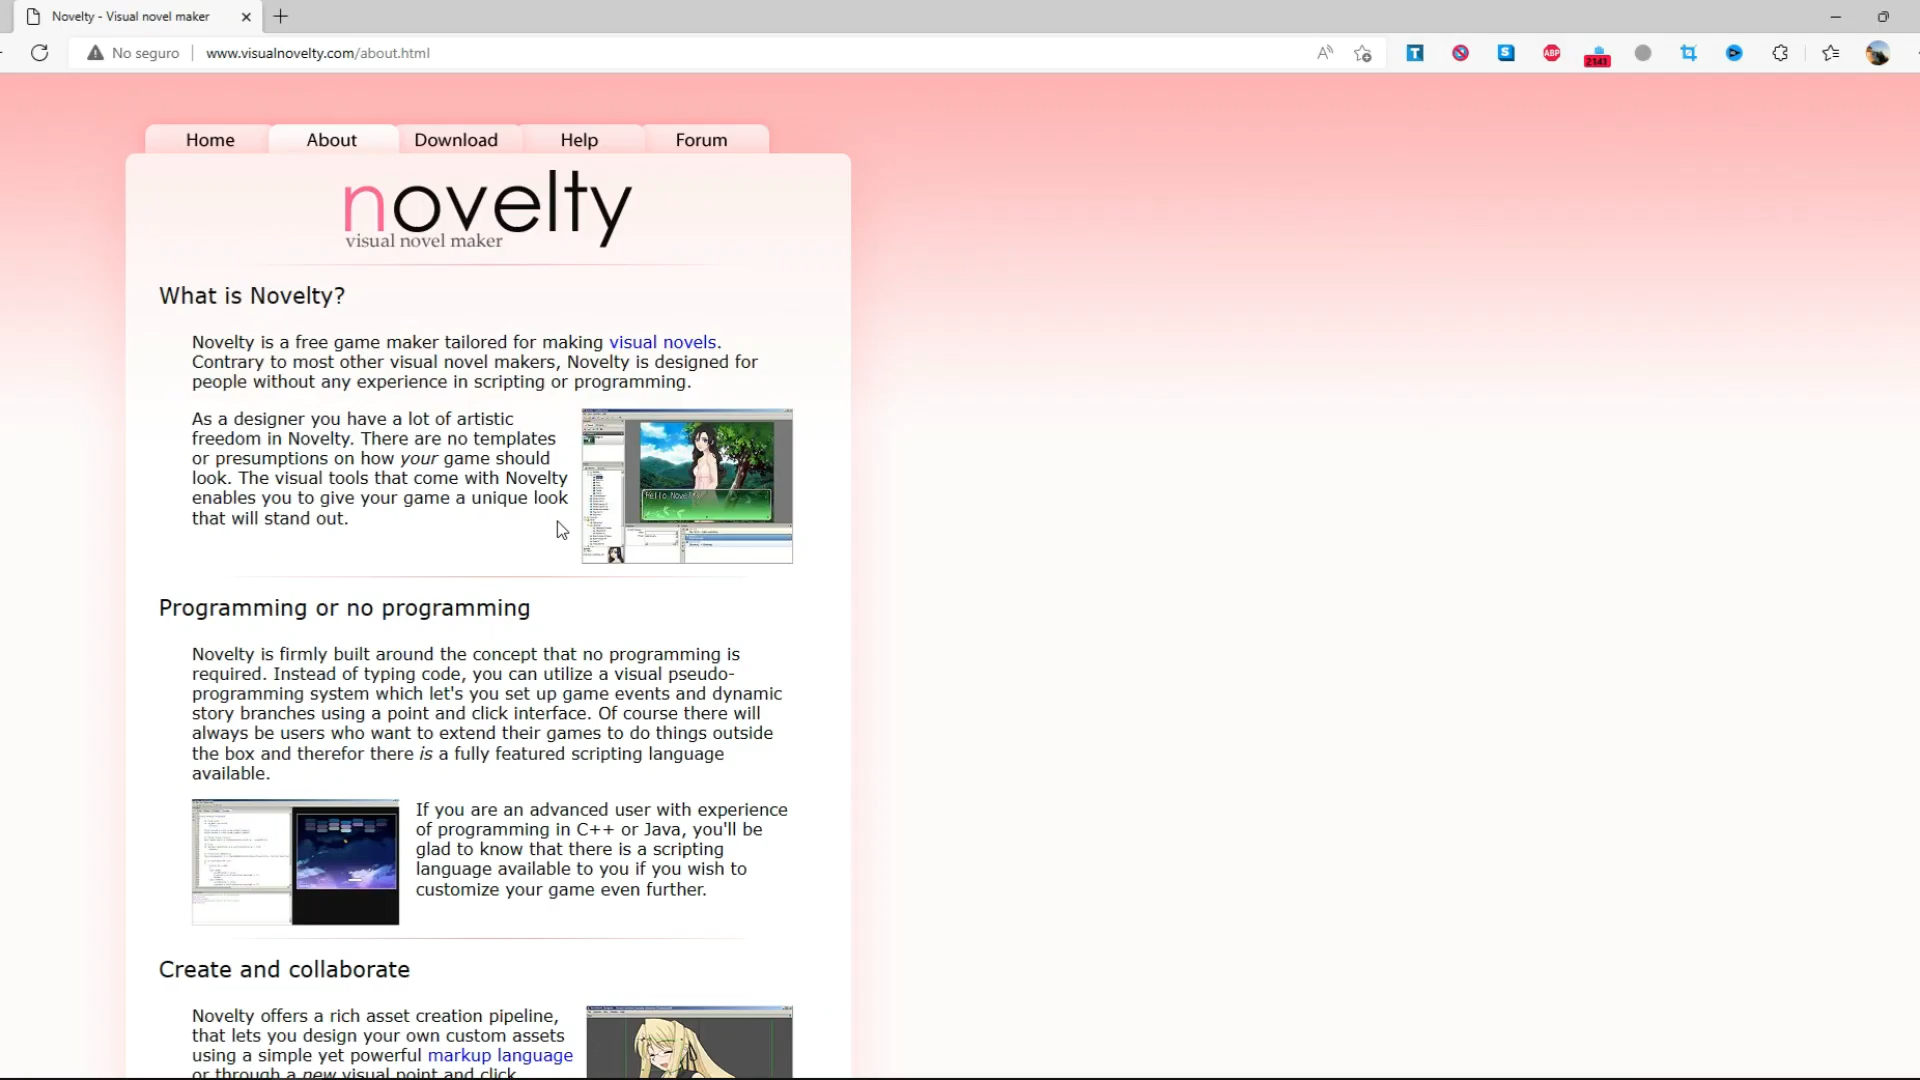 Novelty - Visual novel maker
No seguro
www.visualnovelty.com/about.html
T
S
ABP
2141
Home
About
Download
Help
Forum
novelty
visual novel maker
What is Novelty?
Novelty is a free game maker tailored for making visual novels.
Contrary to most other visual novel makers, Novelty is designed for
people without any experience in scripting or programming.
As a designer you have a lot of artistic
freedom in Novelty. There are no templates
or presumptions on how your game should
look. The visual tools that come with Novelty
enables you to give your game a unique look
that will stand out.
Programming or no programming
Novelty is firmly built around the concept that no programming is
required. Instead of typing code, you can utilize a visual pseudo-
programming system which let's you set up game events and dynamic
story branches using a point and click interface. Of course there will
always be users who want to extend their games to do things outside
the box and therefor there is a fully featured scripting language
available.
If you are an advanced user with experience
of programming in C++ or Java, you'll be
glad to know that there is a scripting
language available to you if you wish to
customize your game even further.
Create and collaborate
Novelty offers a rich asset creation pipeline,
that lets you design your own custom assets
using a simple yet powerful markup language
or through a new visual point and click